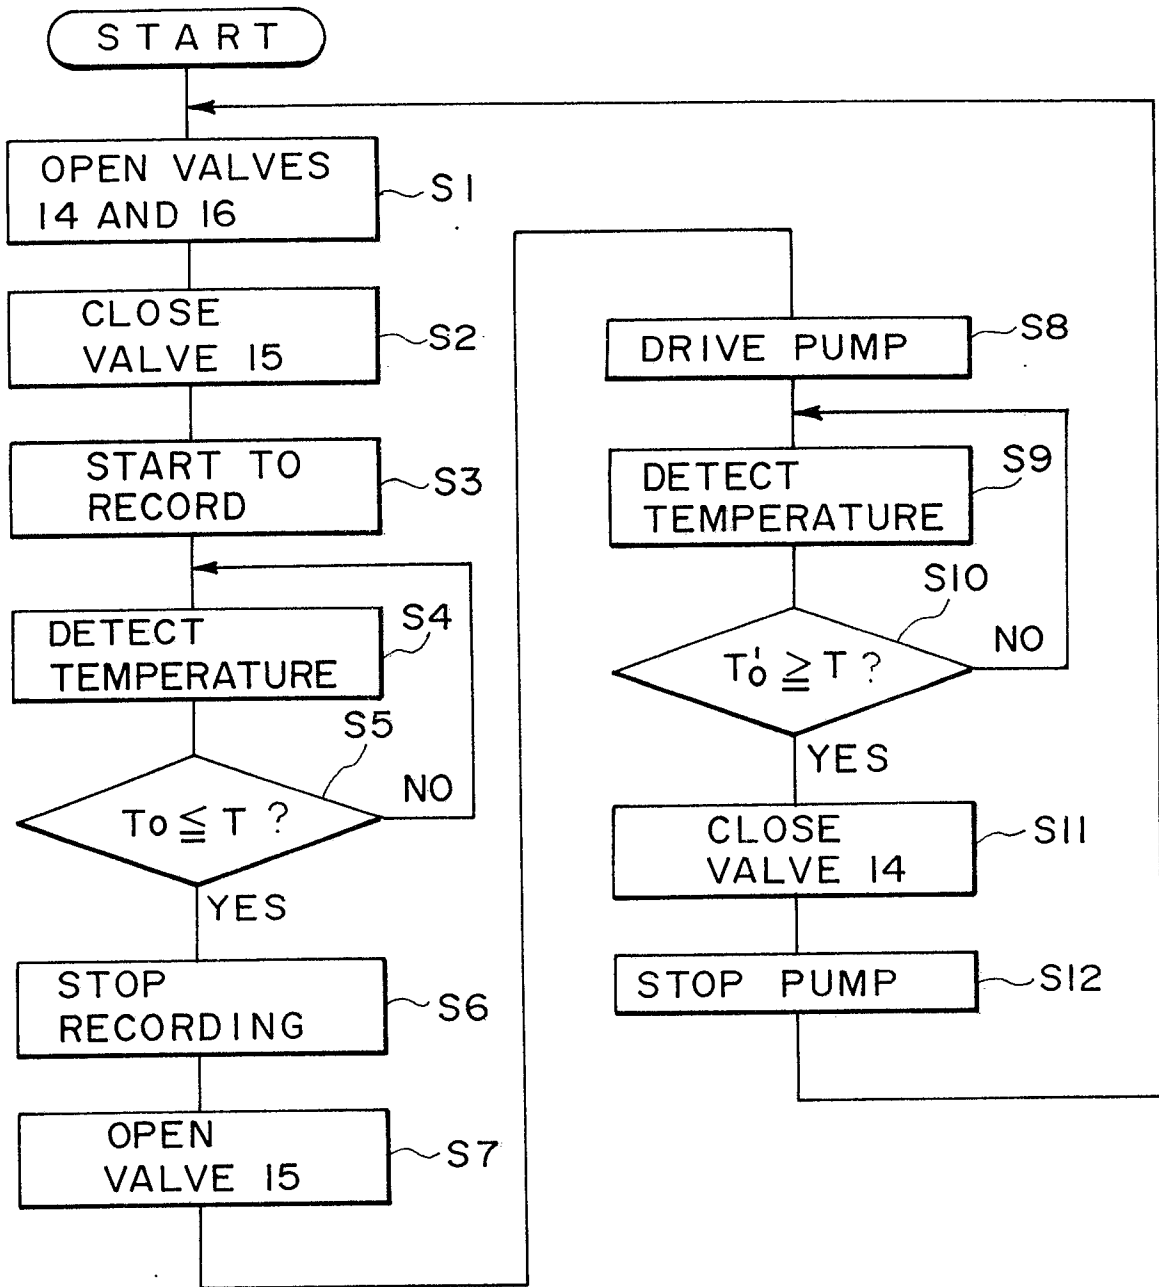 START
OPEN VALVES
14 AND 16
S1
CLOSE
VALVE 15
S2
START TO
RECORD
S3
DETECT
TEMPERATURE
S4
To ≦ T ?
S5
NO
YES
STOP
RECORDING
S6
OPEN
VALVE 15
S7
DRIVE PUMP
S8
DETECT
TEMPERATURE
S9
To' ≧ T ?
S10
NO
YES
CLOSE
VALVE 14
S11
STOP PUMP
S12